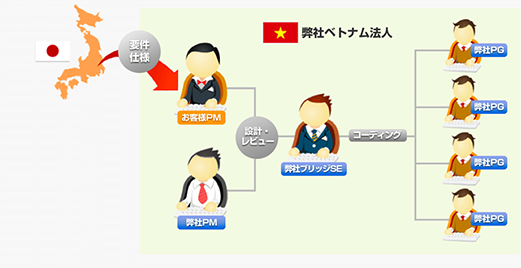 要件
仕様
弊社ベトナム法人
お客様PM
弊社PM
設計・
レビュー
弊社ブリッジSE
コーディング
弊社PG
弊社PG
弊社PG
弊社PG